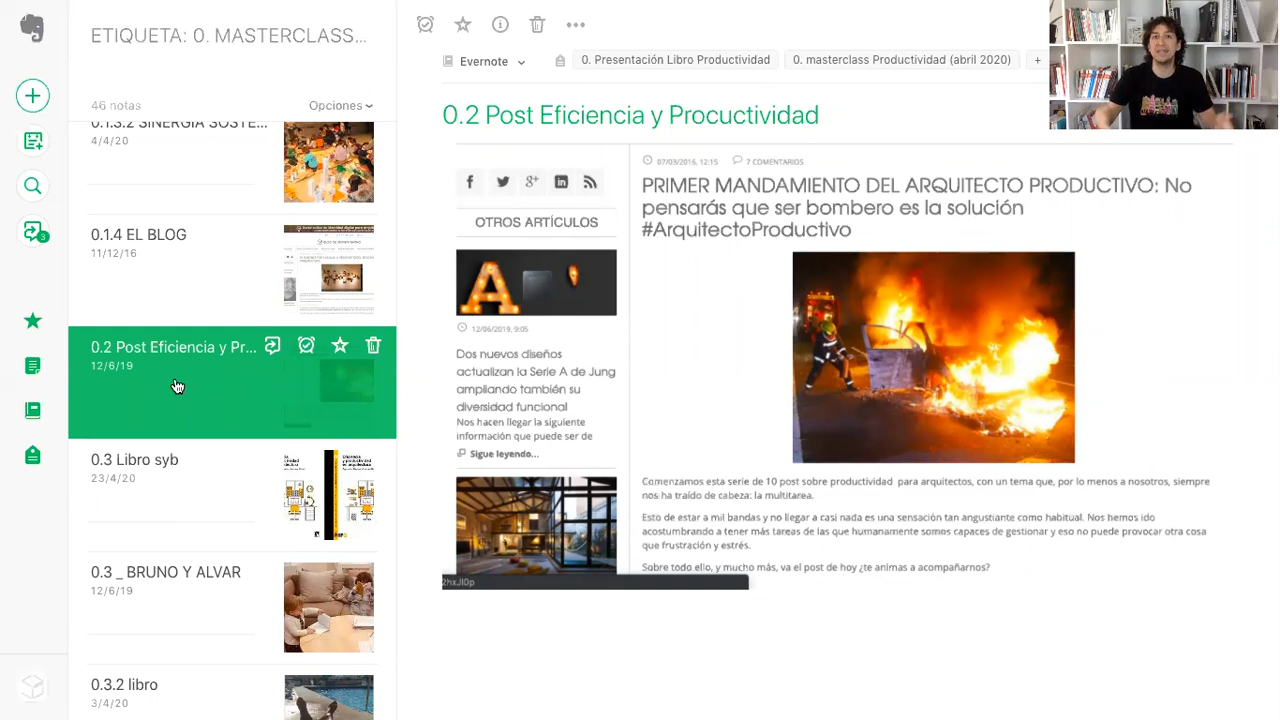 ETIQUETA: 0. MASTERCLASS...
46 notas
Opciones
0.1.3.2 SINERGIA SOSTE...
4/4/20
0.1.4 EL BLOG
11/12/16
0.2 Post Eficiencia y Pr...
12/6/19
0.3 Libro syb
23/4/20
0.3 _ BRUNO Y ALVAR
12/6/19
0.3.2 libro
3/4/20
3
Evernote
0. Presentación Libro Productividad
0. masterclass Productividad (abril 2020)
+
0.2 Post Eficiencia y Procuctividad
OTROS ARTÍCULOS
12/06/2019, 9:05
Dos nuevos diseños
actualizan la Serie A de Jung
ampliando también su
diversidad funcional
Nos hacen llegar la siguiente
información que puede ser de
Sigue leyendo...
07/03/2016, 12:15
7 COMENTARIOS
PRIMER MANDAMIENTO DEL ARQUITECTO PRODUCTIVO: No
pensarás que ser bombero es la solución
#ArquitectoProductivo
Comenzamos esta serie de 10 post sobre productividad para arquitectos, con un tema que, por lo menos a nosotros, siempre
nos ha traído de cabeza: la multitarea.
Esto de estar a mil bandas y no llegar a casi nada es una sensación tan angustiante como habitual. Nos hemos ido
acostumbrando a tener más tareas de las que humanamente somos capaces de gestionar y eso no puede provocar otra cosa
que frustración y estrés.
Sobre todo ello, y mucho más, va el post de hoy ¿te animas a acompañarnos?
2hxJI0p